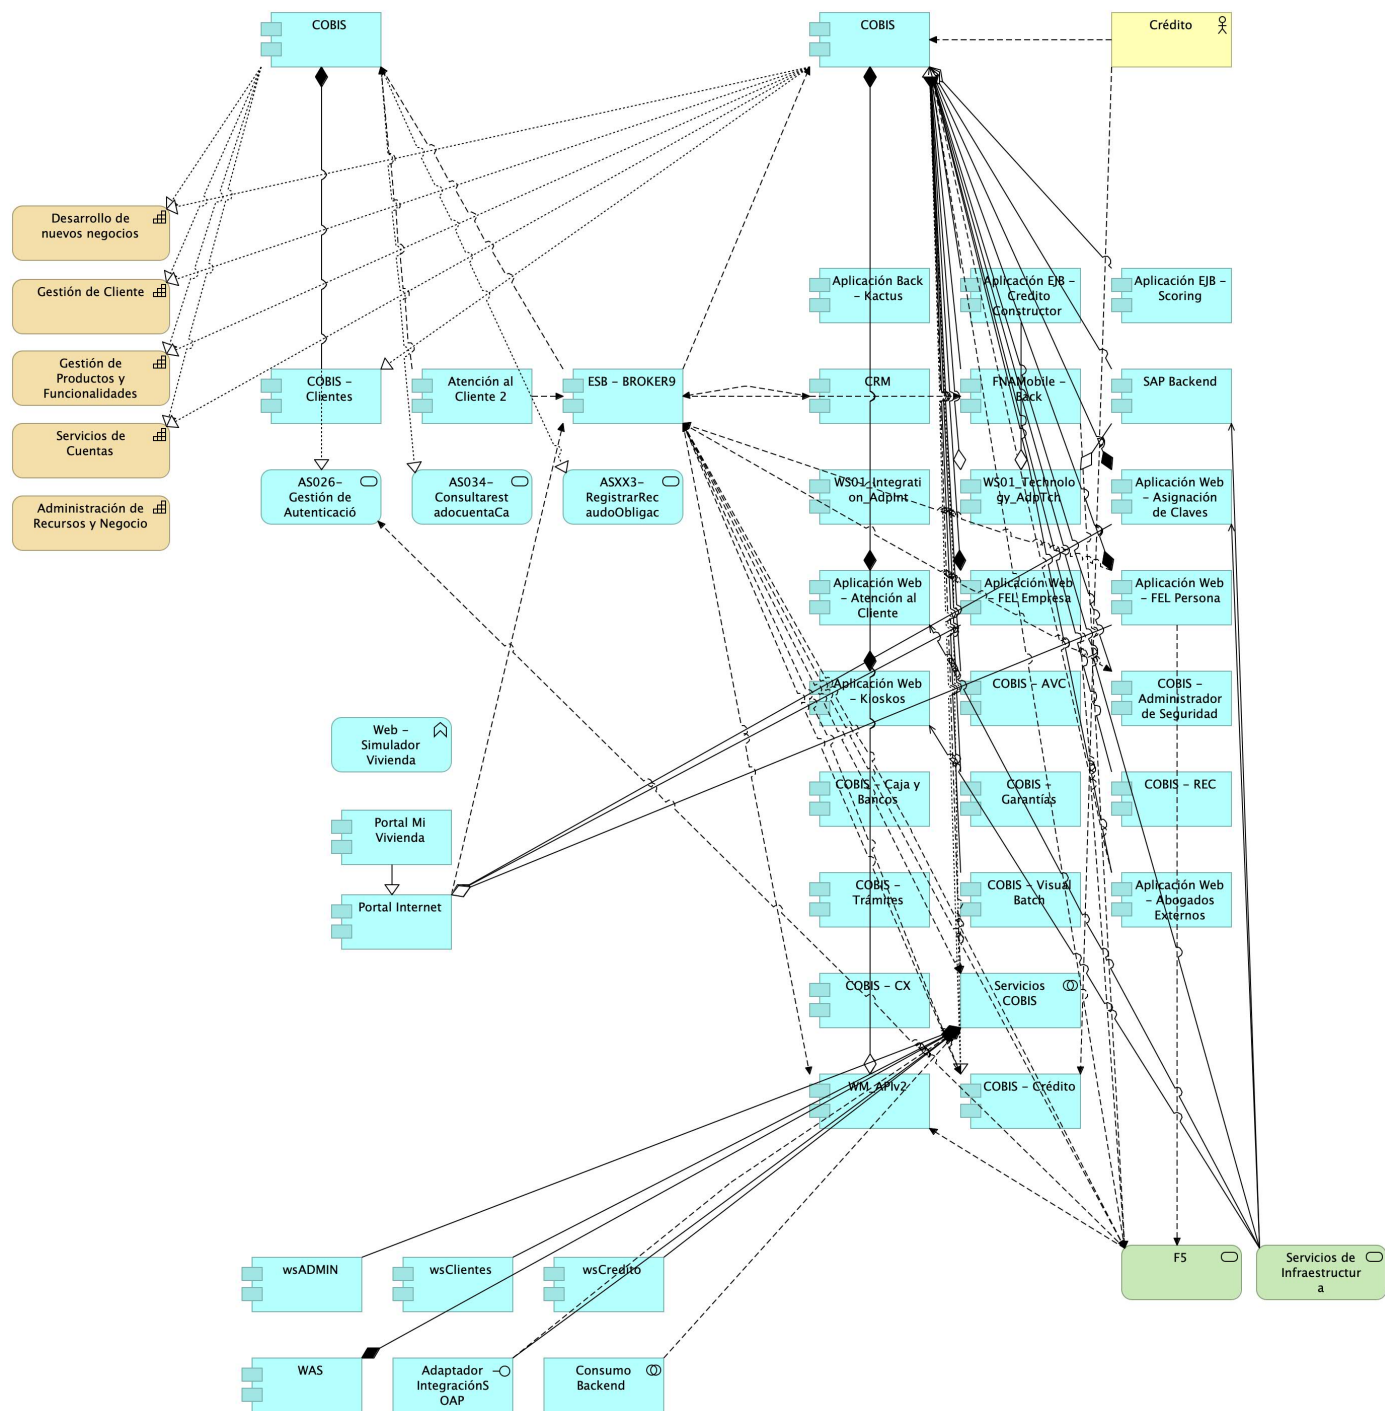 COBIS
COBIS
Crédito
Desarrollo de
nuevos negocios
Gestión de Cliente
Gestión de
Productos y
Funcionalidades
Servicios de
Cuentas
Administración de
Recursos y Negocio
Aplicación Back
– Kactus
Aplicación EJB –
Credito
Constructor
Aplicación EJB –
Scoring
COBIS –
Clientes
Atención al
Cliente 2
ESB – BROKER9
CRM
FNAMobile –
Back
SAP Backend
AS026–
Gestión de
Autenticació
AS034–
Consultarest
adocuentaCa
ASXX3–
RegistrarRec
audoObligac
WS01_Integrati
on_AdpInt
WS01_Technolo
gy_AdpTch
Aplicación Web
– Asignación
de Claves
Aplicación Web
– Atención al
Cliente
Aplicación Web
– FEL Empresa
Aplicación Web
– FEL Persona
Aplicación Web
– Kioskos
COBIS – AVC
COBIS –
Administrador
de Seguridad
Web –
Simulador
Vivienda
COBIS – Caja y
Bancos
COBIS –
Garantías
COBIS – REC
Portal Mi
Vivienda
COBIS –
Trámites
COBIS – Visual
Batch
Aplicación Web
– Abogados
Externos
Portal Internet
COBIS – CX
Servicios
COBIS
WM_APIv2
COBIS – Crédito
wsADMIN
wsClientes
wsCredito
F5
Servicios de
Infraestructur
a
WAS
Adaptador
IntegraciónS
OAP
Consumo
Backend